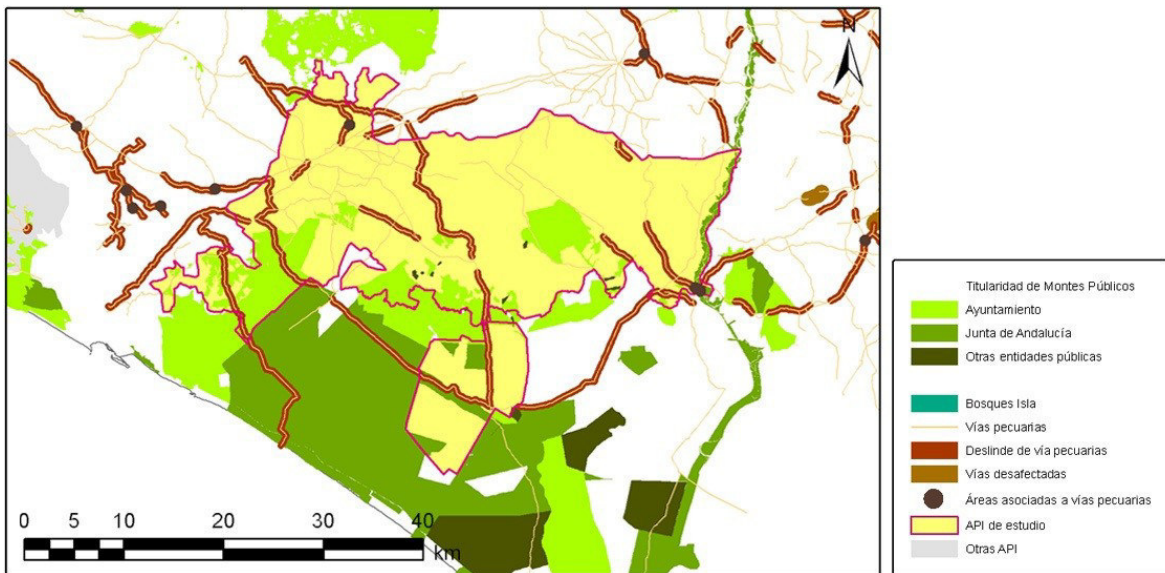 N
0 5 10 20 30 40
km
Titularidad de Montes Públicos
Ayuntamiento
Junta de Andalucía
Otras entidades públicas
Bosques Isla
Vías pecuarias
Deslinde de vía pecuarias
Vías desafectadas
Áreas asociadas a vías pecuarias
API de estudio
Otras API